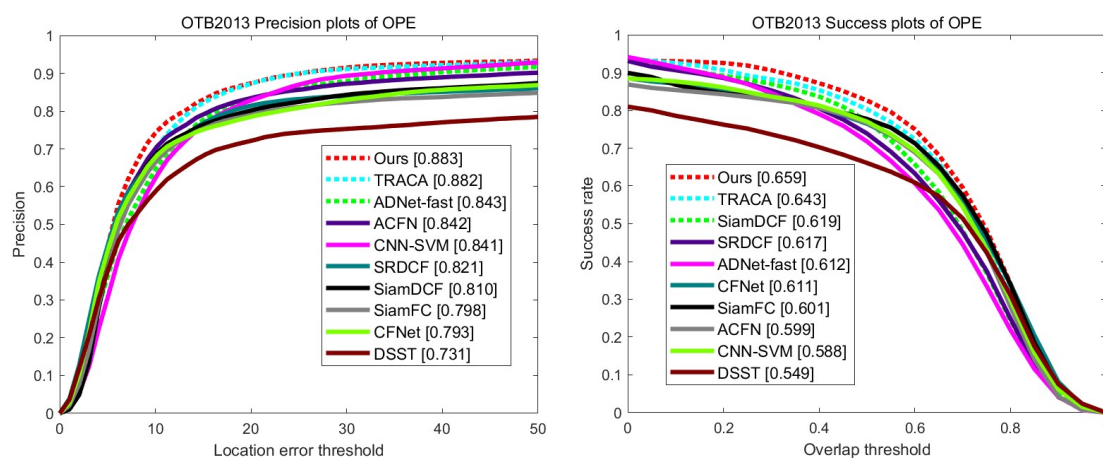 OTB2013 Precision plots of OPE
1
0.9
0.8
0.7
0.6
0.5
0.4
0.3
0.2
0.1
0
Precision
Ours [0.883]
TRACA [0.882]
ADNet-fast [0.843]
ACFN [0.842]
CNN-SVM [0.841]
SRDCF [0.821]
SiamDCF [0.810]
SiamFC [0.798]
CFNet [0.793]
DSST [0.731]
0 10 20 30 40 50
Location error threshold
OTB2013 Success plots of OPE
1
0.9
0.8
0.7
0.6
0.5
0.4
0.3
0.2
0.1
0
Success rate
Ours [0.659]
TRACA [0.643]
SiamDCF [0.619]
SRDCF [0.617]
ADNet-fast [0.612]
CFNet [0.611]
SiamFC [0.601]
ACFN [0.599]
CNN-SVM [0.588]
DSST [0.549]
0 0.2 0.4 0.6 0.8
Overlap threshold